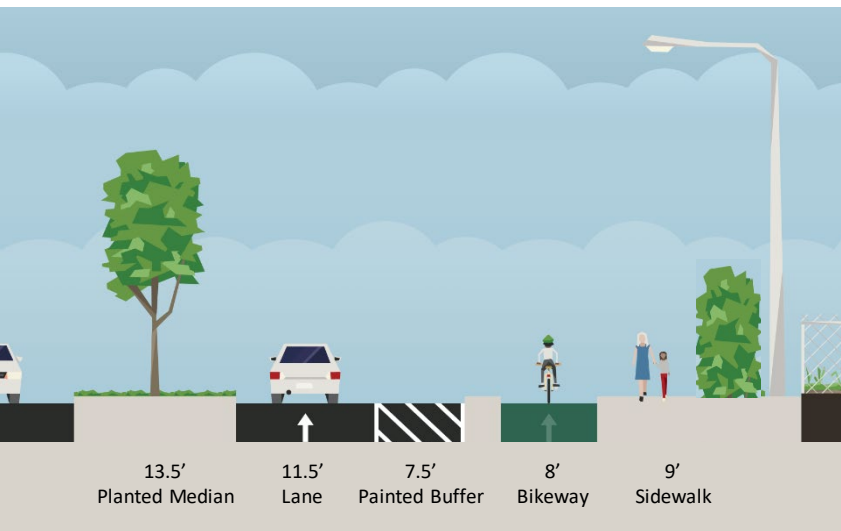 13.5’ 11.5’ 7.5’ 8’ 9’
Planted Median Lane Painted Buffer Bikeway Sidewalk